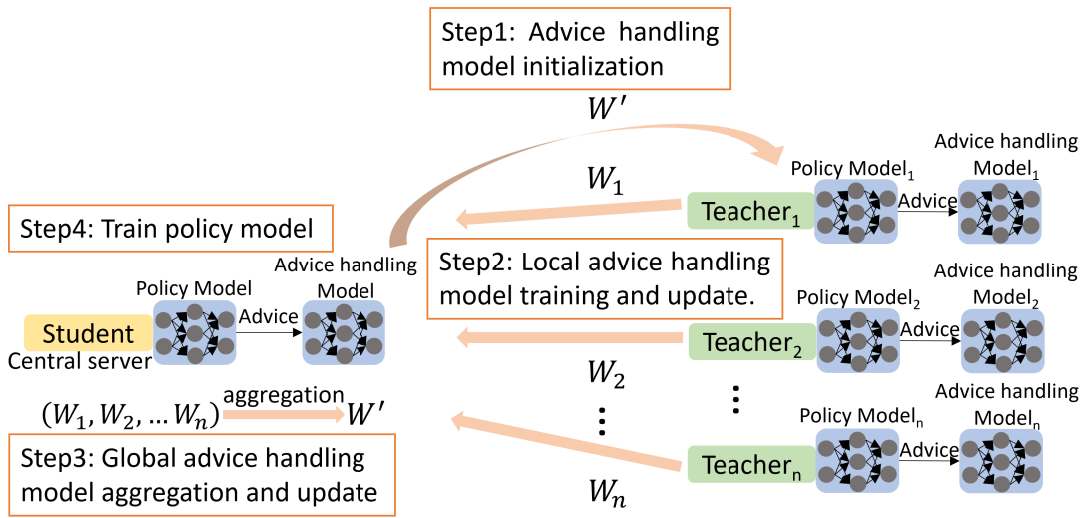 Step1: Advice handling
model initialization
W′
Advice handling
Model₁
Policy Model₁
W₁
Teacher₁
Advice
Step4: Train policy model
Advice handling
Model
Policy Model
Advice
Student
Central server
Step2: Local advice handling
model training and update.
Advice handling
Model₂
Policy Model₂
Teacher₂
Advice
W₂
⋮
⋮
Advice handling
Modelₙ
Policy Modelₙ
Teacherₙ
Advice
Wₙ
(W₁, W₂, … Wₙ) aggregation W′
Step3: Global advice handling
model aggregation and update